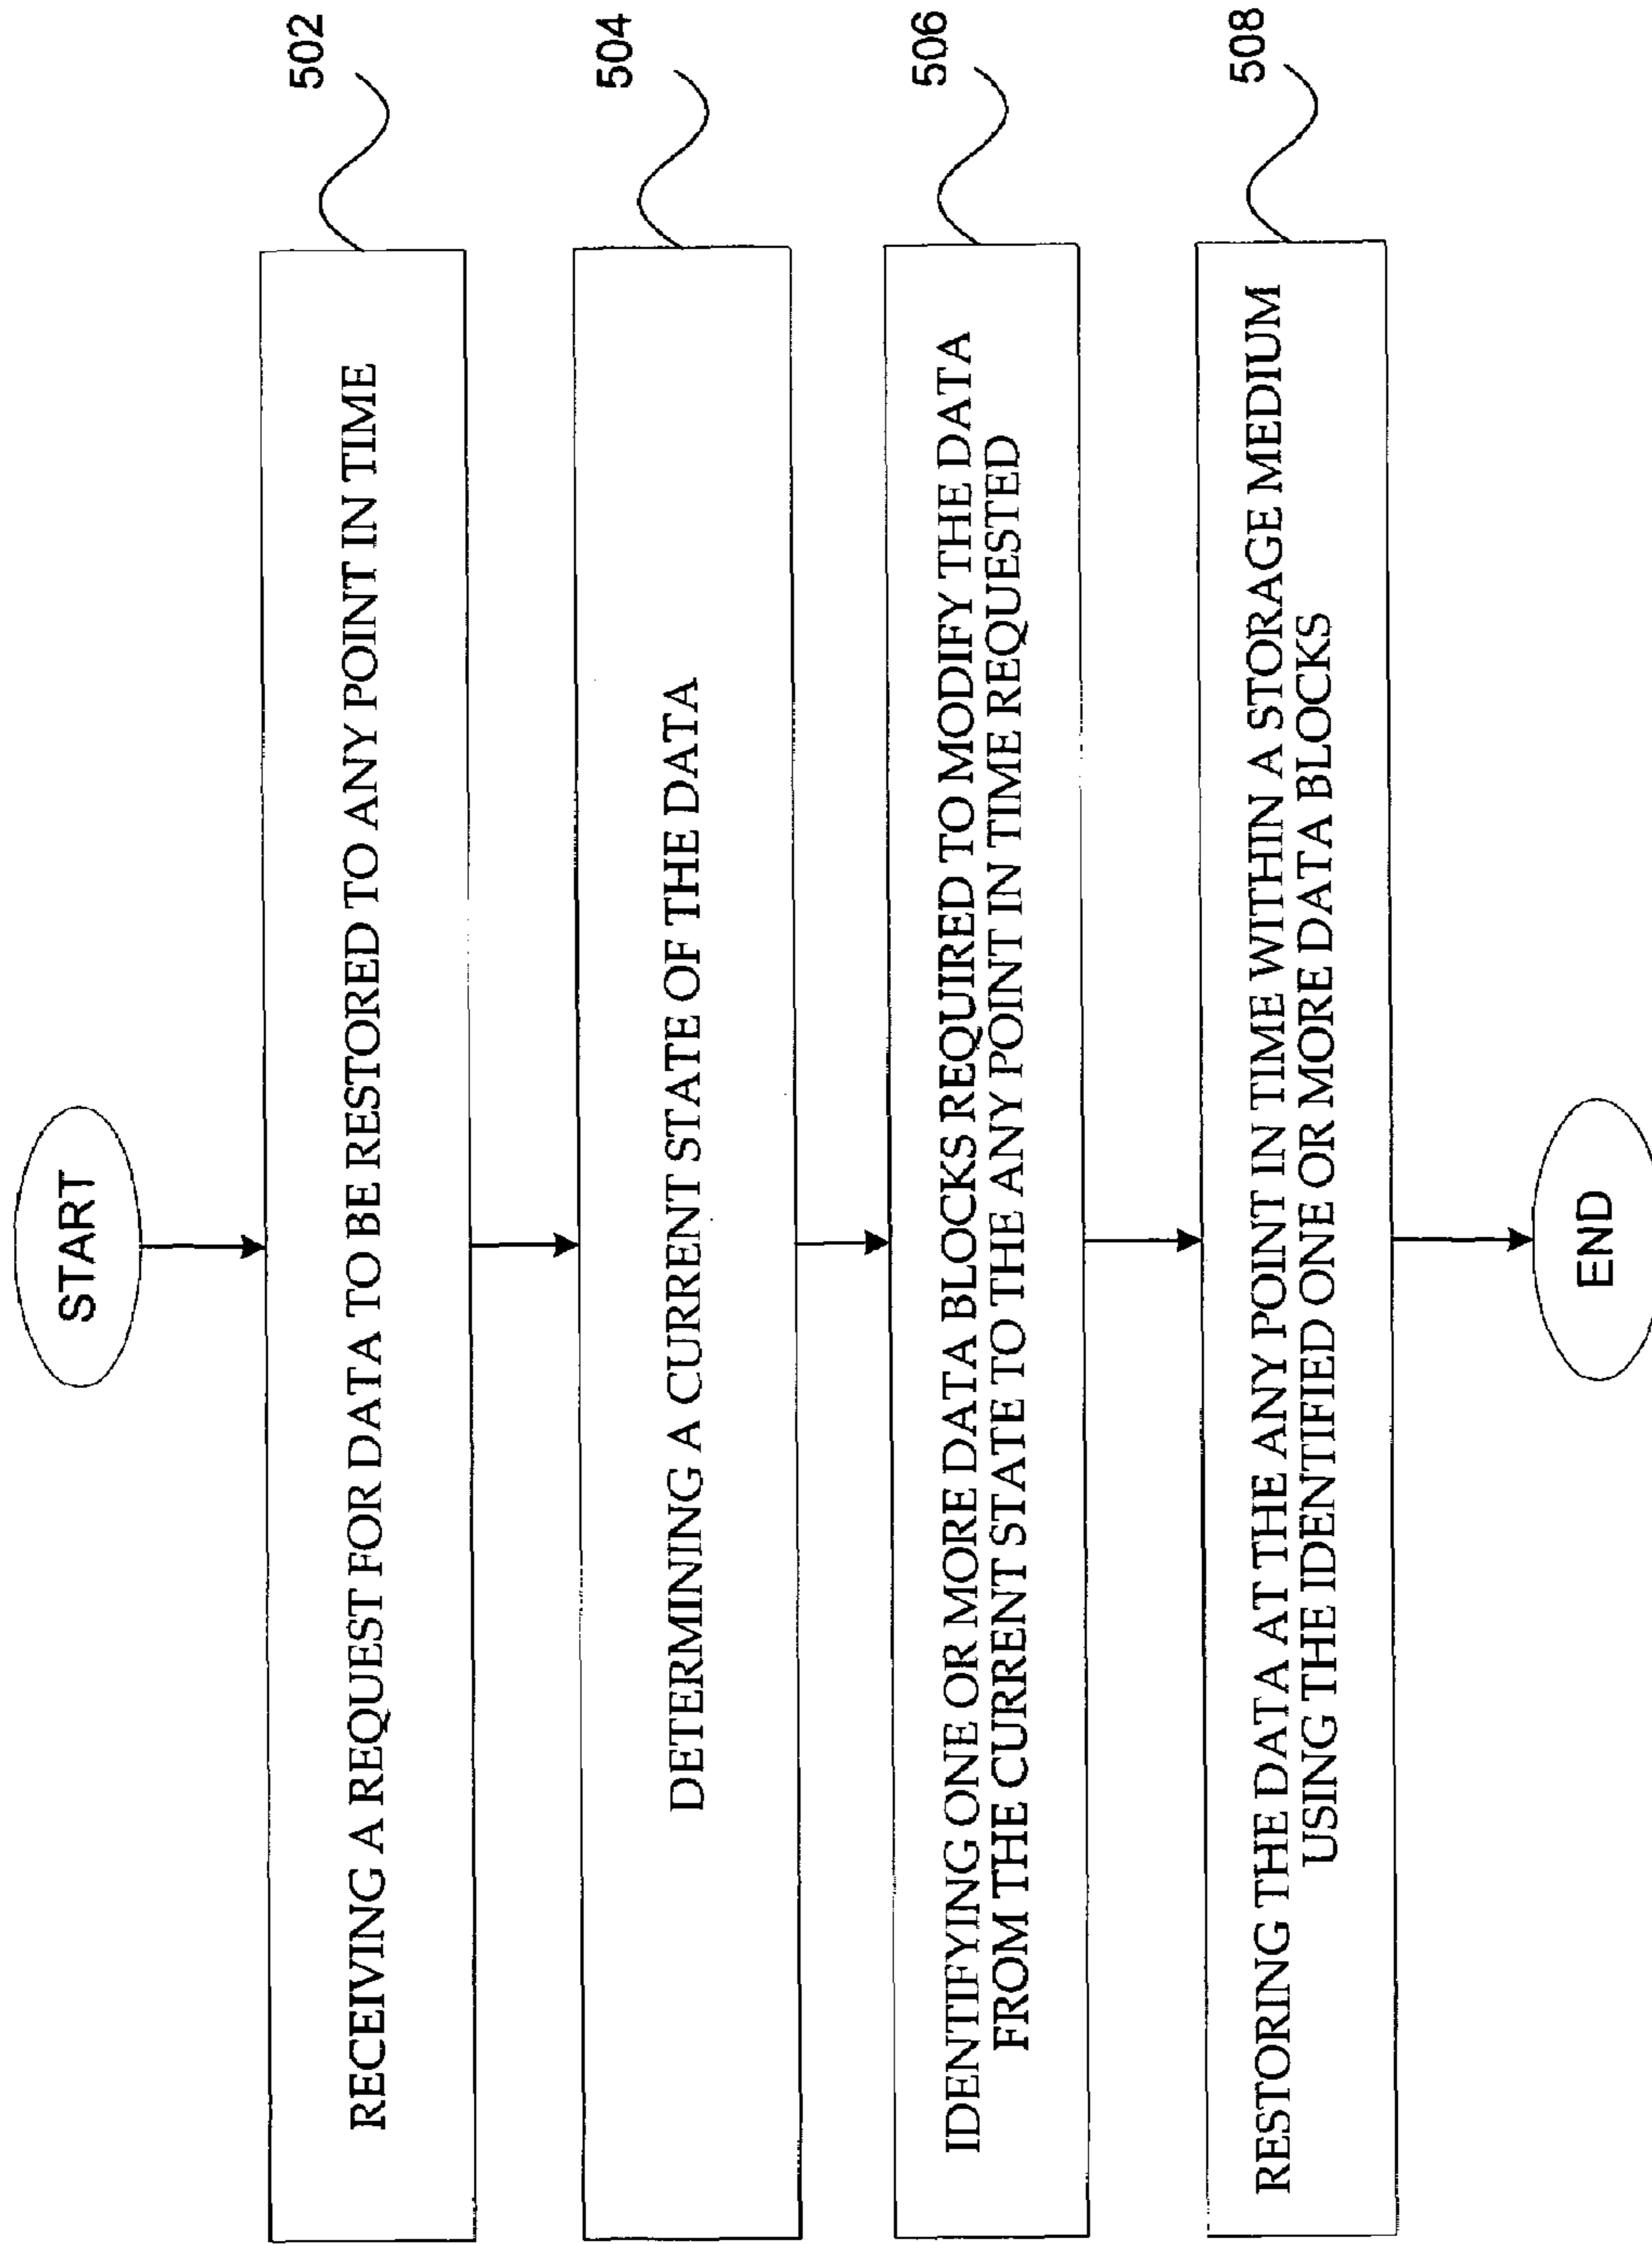 START
RECEIVING A REQUEST FOR DATA TO BE RESTORED TO ANY POINT IN TIME
502
DETERMINING A CURRENT STATE OF THE DATA
504
IDENTIFYING ONE OR MORE DATA BLOCKS REQUIRED TO MODIFY THE DATA
FROM THE CURRENT STATE TO THE ANY POINT IN TIME REQUESTED
506
RESTORING THE DATA AT THE ANY POINT IN TIME WITHIN A STORAGE MEDIUM
USING THE IDENTIFIED ONE OR MORE DATA BLOCKS
508
END